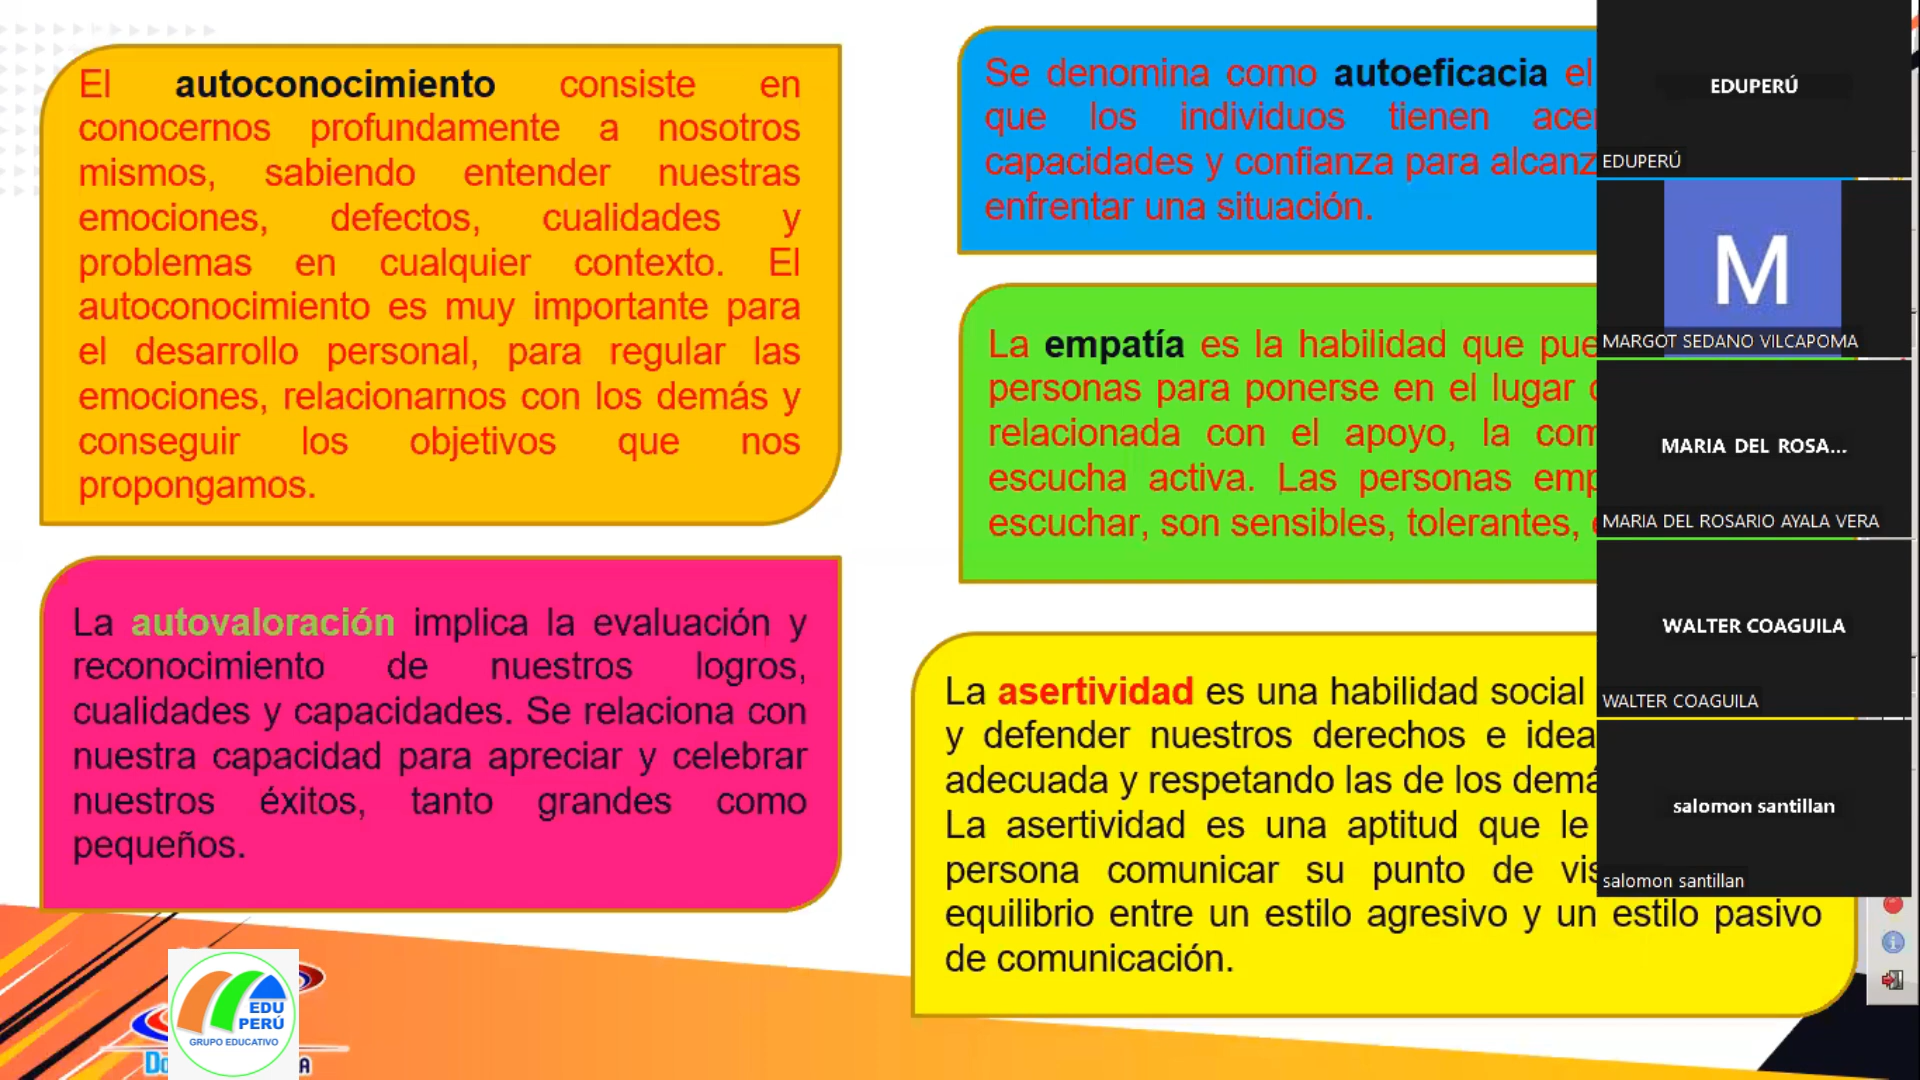 El autoconocimiento consiste en
conocernos profundamente a nosotros
mismos, sabiendo entender nuestras
emociones, defectos, cualidades y
problemas en cualquier contexto. El
autoconocimiento es muy importante para
el desarrollo personal, para regular las
emociones, relacionarnos con los demás y
conseguir los objetivos que nos
propongamos.
La autovaloración implica la evaluación y
reconocimiento de nuestros logros,
cualidades y capacidades. Se relaciona con
nuestra capacidad para apreciar y celebrar
nuestros éxitos, tanto grandes como
pequeños.
Se denomina como autoeficacia el
que los individuos tienen
capacidades y confianza para
enfrentar una situación.
La empatía es la habilidad que
personas para ponerse en el lugar
relacionada con el apoyo, la
escucha activa. Las personas
escuchar, son sensibles, tolerantes,
La asertividad es una habilidad social
y defender nuestros derechos e
adecuada y respetando las de los
La asertividad es una aptitud que le
persona comunicar su punto de
equilibrio entre un estilo agresivo y un estilo pasivo
de comunicación.
EDUPERÚ
EDUPERÚ
M
MARGOT SEDANO VILCAPOMA
MARIA DEL ROSA...
MARIA DEL ROSARIO AYALA VERA
WALTER COAGUILA
WALTER COAGUILA
salomon santillan
salomon santillan
EDU
PERÚ
GRUPO EDUCATIVO